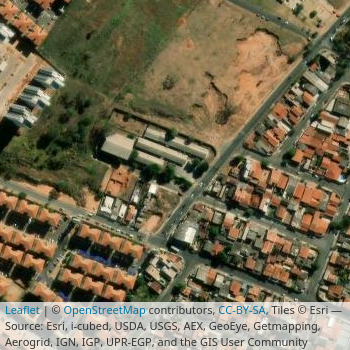 Leaflet | © OpenStreetMap contributors, CC-BY-SA, Tiles © Esri —
Source: Esri, i-cubed, USDA, USGS, AEX, GeoEye, Getmapping,
Aerogrid, IGN, IGP, UPR-EGP, and the GIS User Community